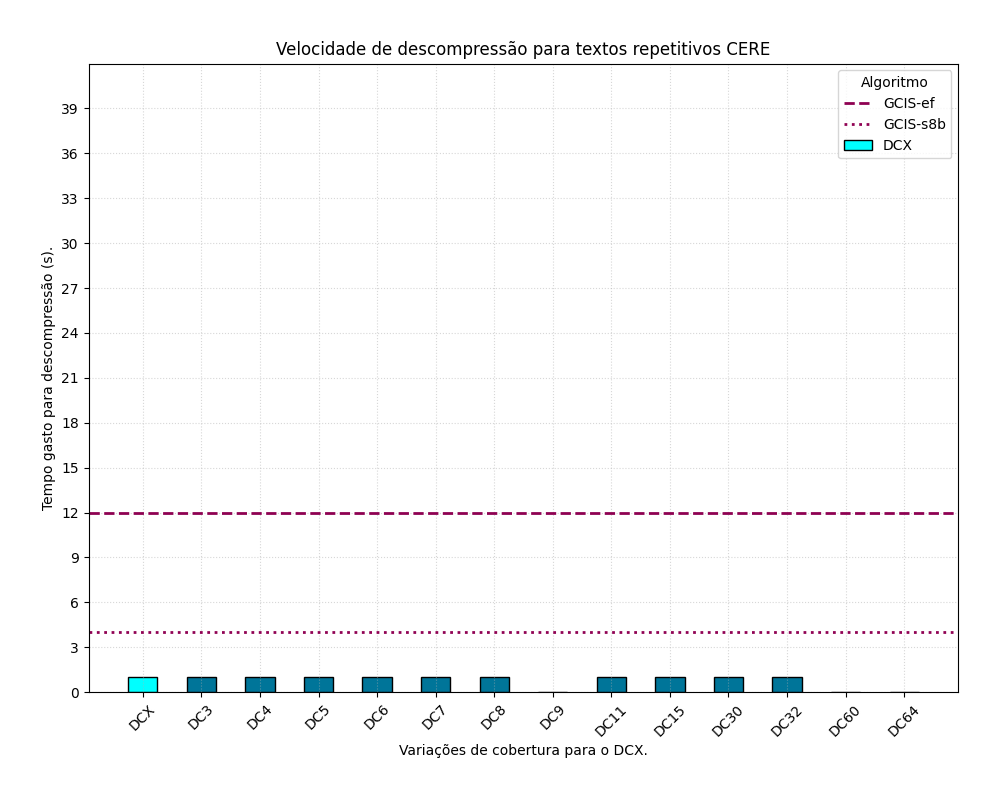 Velocidade de descompressão para textos repetitivos CERE
Algoritmo
GCIS-ef
GCIS-s8b
DCX
Tempo gasto para descompressão (s).
39
36
33
30
27
24
21
18
15
12
9
6
3
0
DCX
DC3
DC4
DC5
DC6
DC7
DC8
DC9
DC11
DC15
DC30
DC32
DC60
DC64
Variações de cobertura para o DCX.